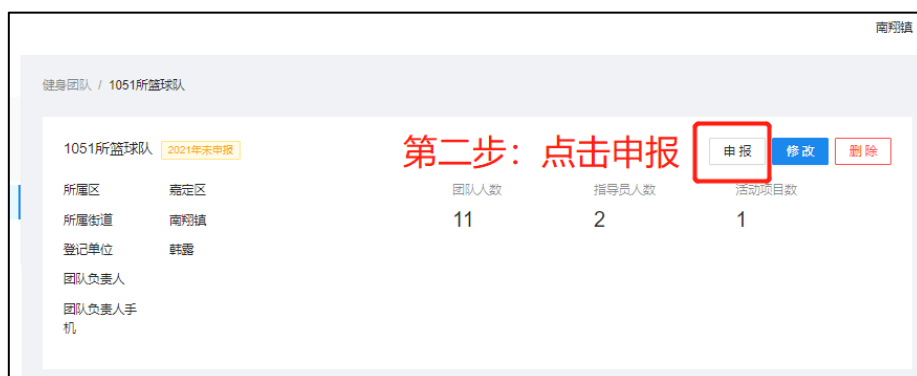 南翔镇
健身团队 / 1051所篮球队
1051所篮球队 2021年未申报 第二步：点击申报 申报 修改 删除
所属区 嘉定区 团队人数 指导员人数 活动项目数
所属街道 南翔镇 11 2 1
登记单位 韩露
团队负责人
团队负责人手
机